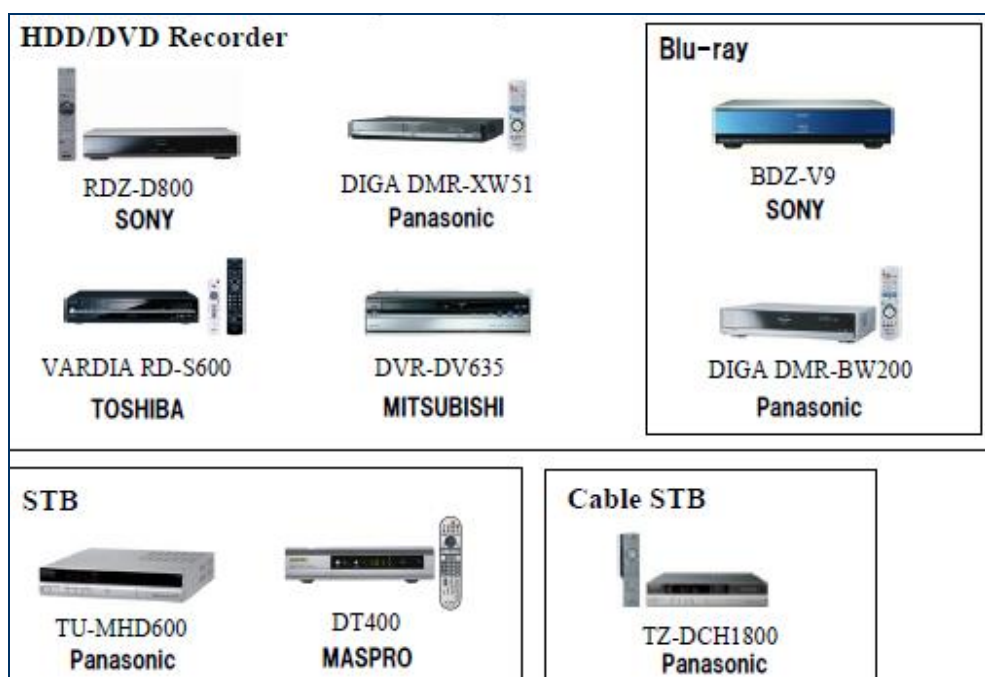 HDD/DVD Recorder
RDZ-D800
SONY
DIGA DMR-XW51
Panasonic
VARDIA RD-S600
TOSHIBA
DVR-DV635
MITSUBISHI
Blu-ray
BDZ-V9
SONY
DIGA DMR-BW200
Panasonic
STB
TU-MHD600
Panasonic
DT400
MASPRO
Cable STB
TZ-DCH1800
Panasonic